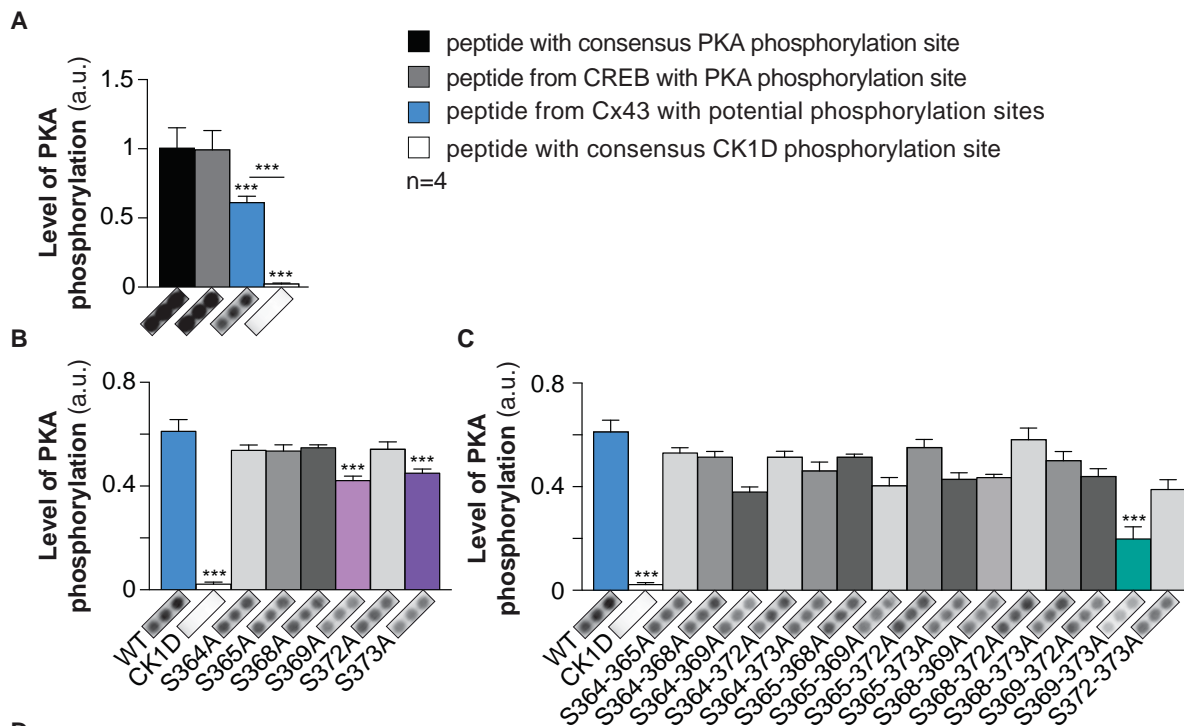 A
peptide with consensus PKA phosphorylation site
peptide from CREB with PKA phosphorylation site
peptide from Cx43 with potential phosphorylation sites
peptide with consensus CK1D phosphorylation site
n=4
Level of PKA
phosphorylation (a.u.)
1.5
1
0.5
0
***
***
***
B
Level of PKA
phosphorylation (a.u.)
0.8
0.4
0
***
***
***
WT
CK1D
S364A
S365A
S368A
S369A
S372A
S373A
C
Level of PKA
phosphorylation (a.u.)
0.8
0.4
0
***
***
WT
CK1D
S364-365A
S364-368A
S364-369A
S364-372A
S364-373A
S365-368A
S365-369A
S365-372A
S365-373A
S368-369A
S368-372A
S368-373A
S369-372A
S369-373A
S372-373A